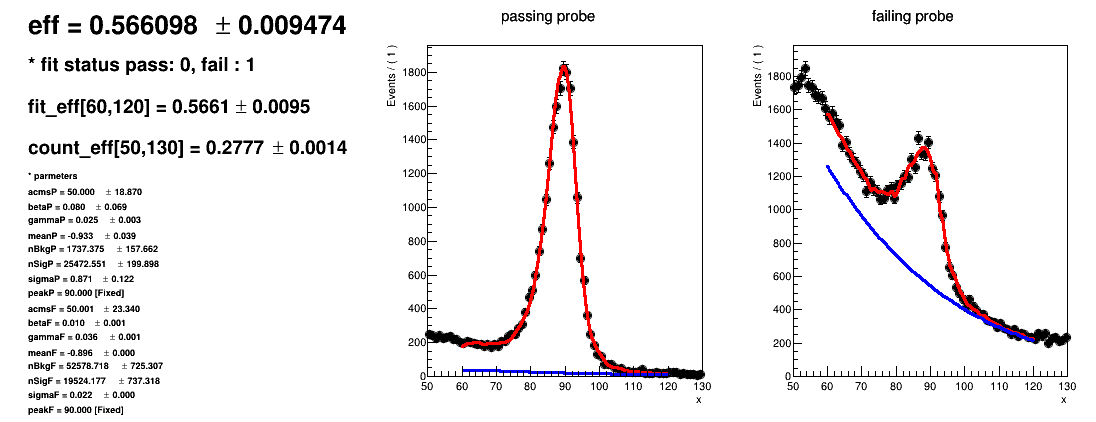 eff = 0.566098 ± 0.009474
* fit status pass: 0, fail : 1
fit_eff[60,120] = 0.5661 ± 0.0095
count_eff[50,130] = 0.2777 ± 0.0014
* parmeters
acmsP = 50.000 ± 18.870
betaP = 0.080 ± 0.069
gammaP = 0.025 ± 0.003
meanP = -0.933 ± 0.039
nBkgP = 1737.375 ± 157.662
nSigP = 25472.551 ± 199.898
sigmaP = 0.871 ± 0.122
peakP = 90.000 [Fixed]
acmsF = 50.001 ± 23.340
betaF = 0.010 ± 0.001
gammaF = 0.036 ± 0.001
meanF = -0.896 ± 0.000
nBkgF = 52578.718 ± 725.307
nSigF = 19524.177 ± 737.318
sigmaF = 0.022 ± 0.000
peakF = 90.000 [Fixed]
passing probe
Events / ( 1 )
1800
1600
1400
1200
1000
800
600
400
200
0
50 60 70 80 90 100 110 120 130
x
failing probe
Events / ( 1 )
1800
1600
1400
1200
1000
800
600
400
200
0
50 60 70 80 90 100 110 120 130
x